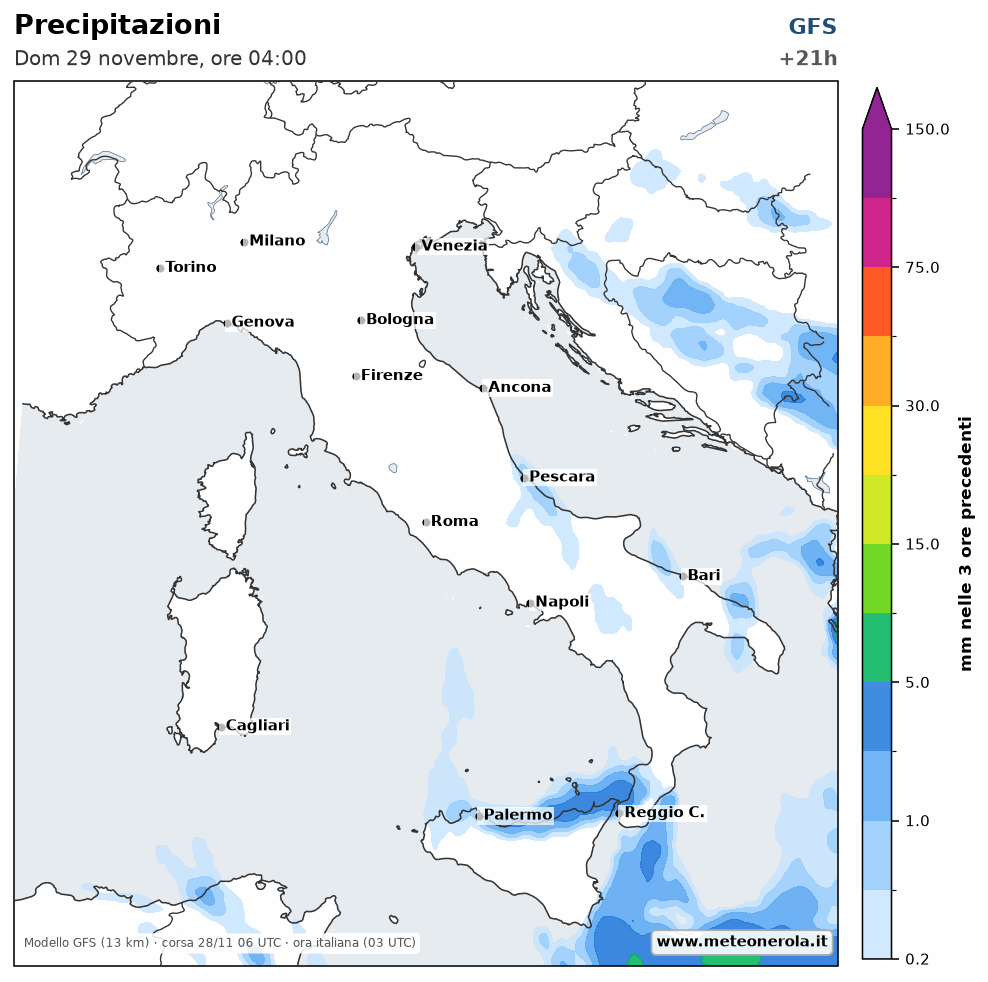 Precipitazioni
GFS
Dom 29 novembre, ore 04:00
+21h
150.0
75.0
30.0
15.0
5.0
1.0
0.2
mm nelle 3 ore precedenti
Milano
Venezia
Torino
Genova
Bologna
Firenze
Ancona
Pescara
Roma
Bari
Napoli
Cagliari
Palermo
Reggio C.
Modello GFS (13 km) · corsa 28/11 06 UTC · ora italiana (03 UTC)
www.meteonerola.it